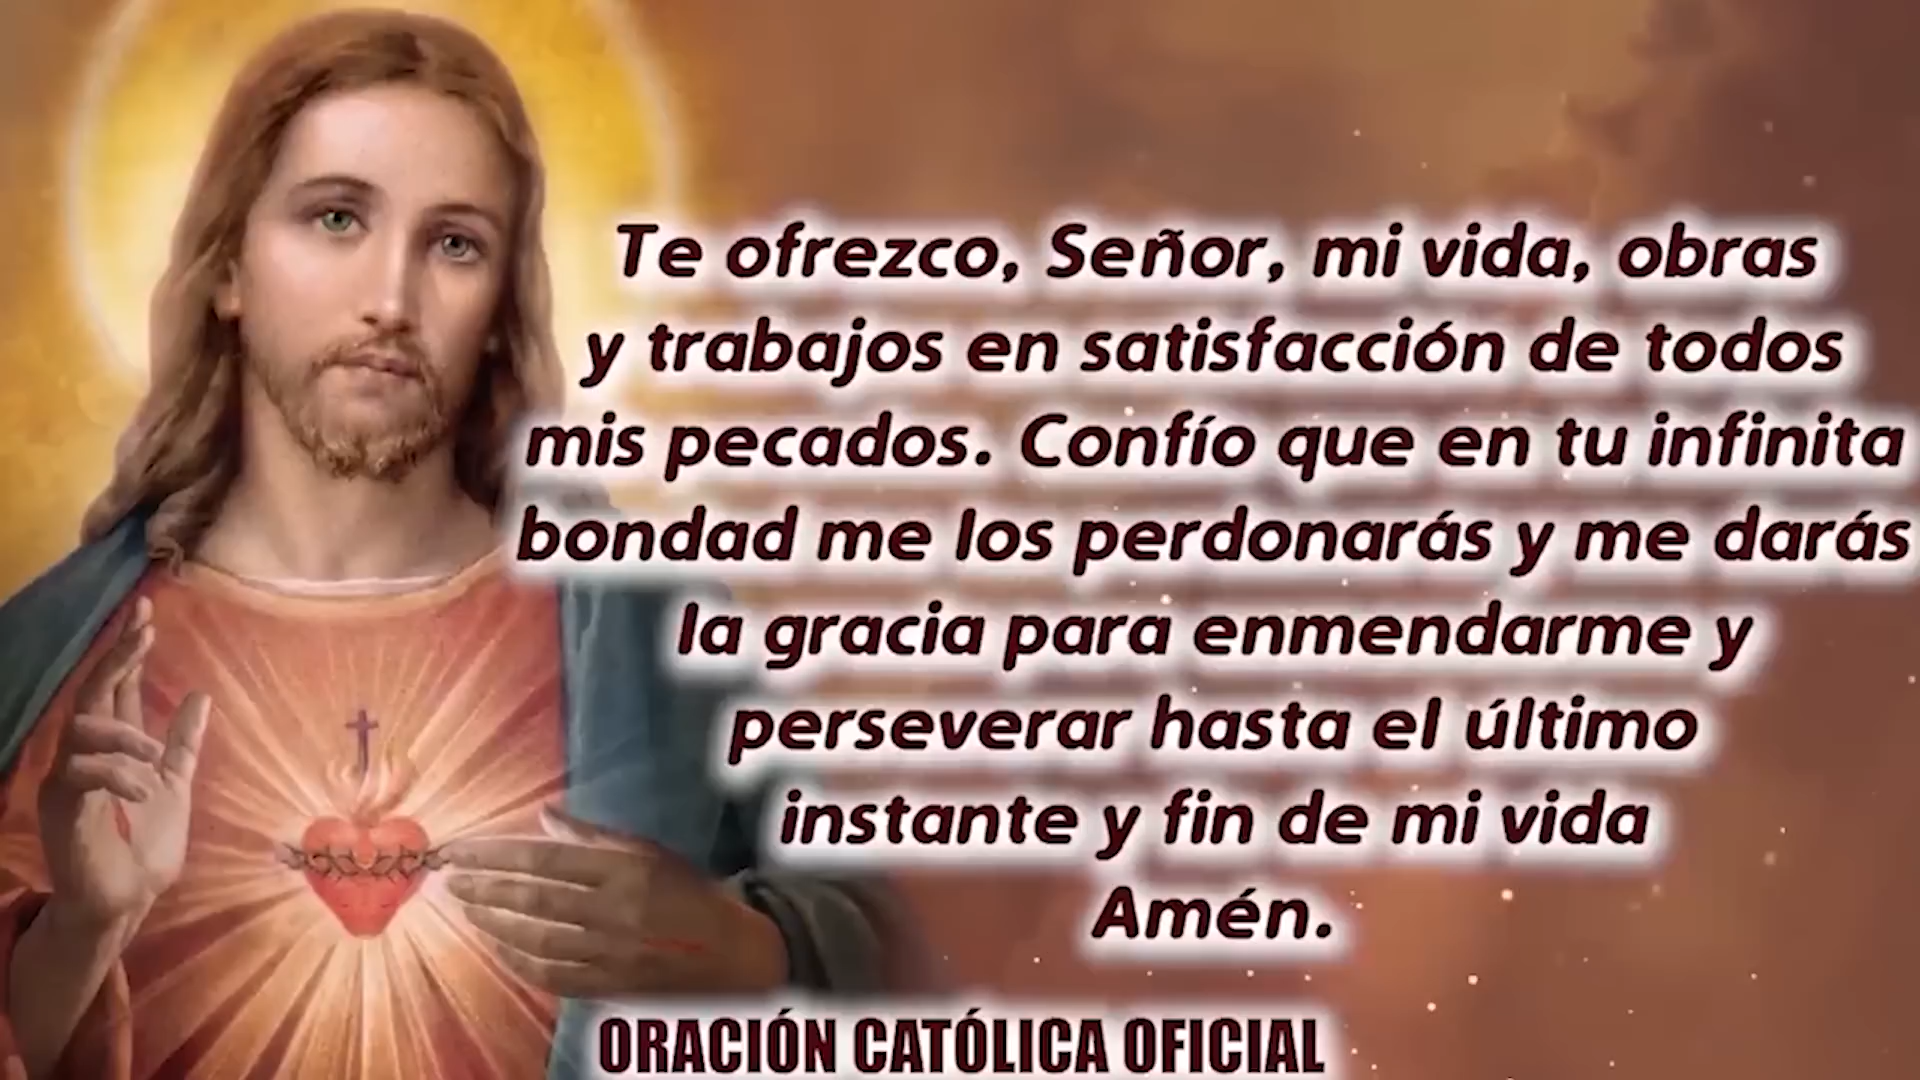 Te ofrezco, Señor, mi vida, obras
y trabajos en satisfacción de todos
mis pecados. Confío que en tu infinita
bondad me los perdonarás y me darás
la gracia para enmendarme y
perseverar hasta el último
instante y fin de mi vida
Amén.
ORACIÓN CATÓLICA OFICIAL